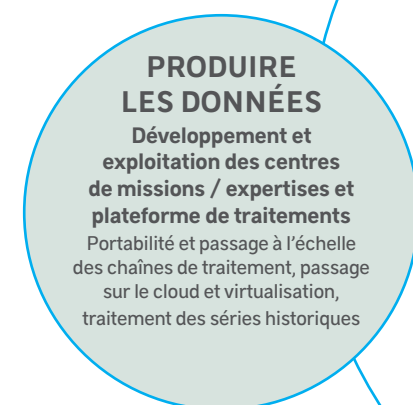 PRODUIRE
LES DONNÉES
Développement et
exploitation des centres
de missions / expertises et
plateforme de traitements
Portabilité et passage à l’échelle
des chaînes de traitement, passage
sur le cloud et virtualisation,
traitement des séries historiques